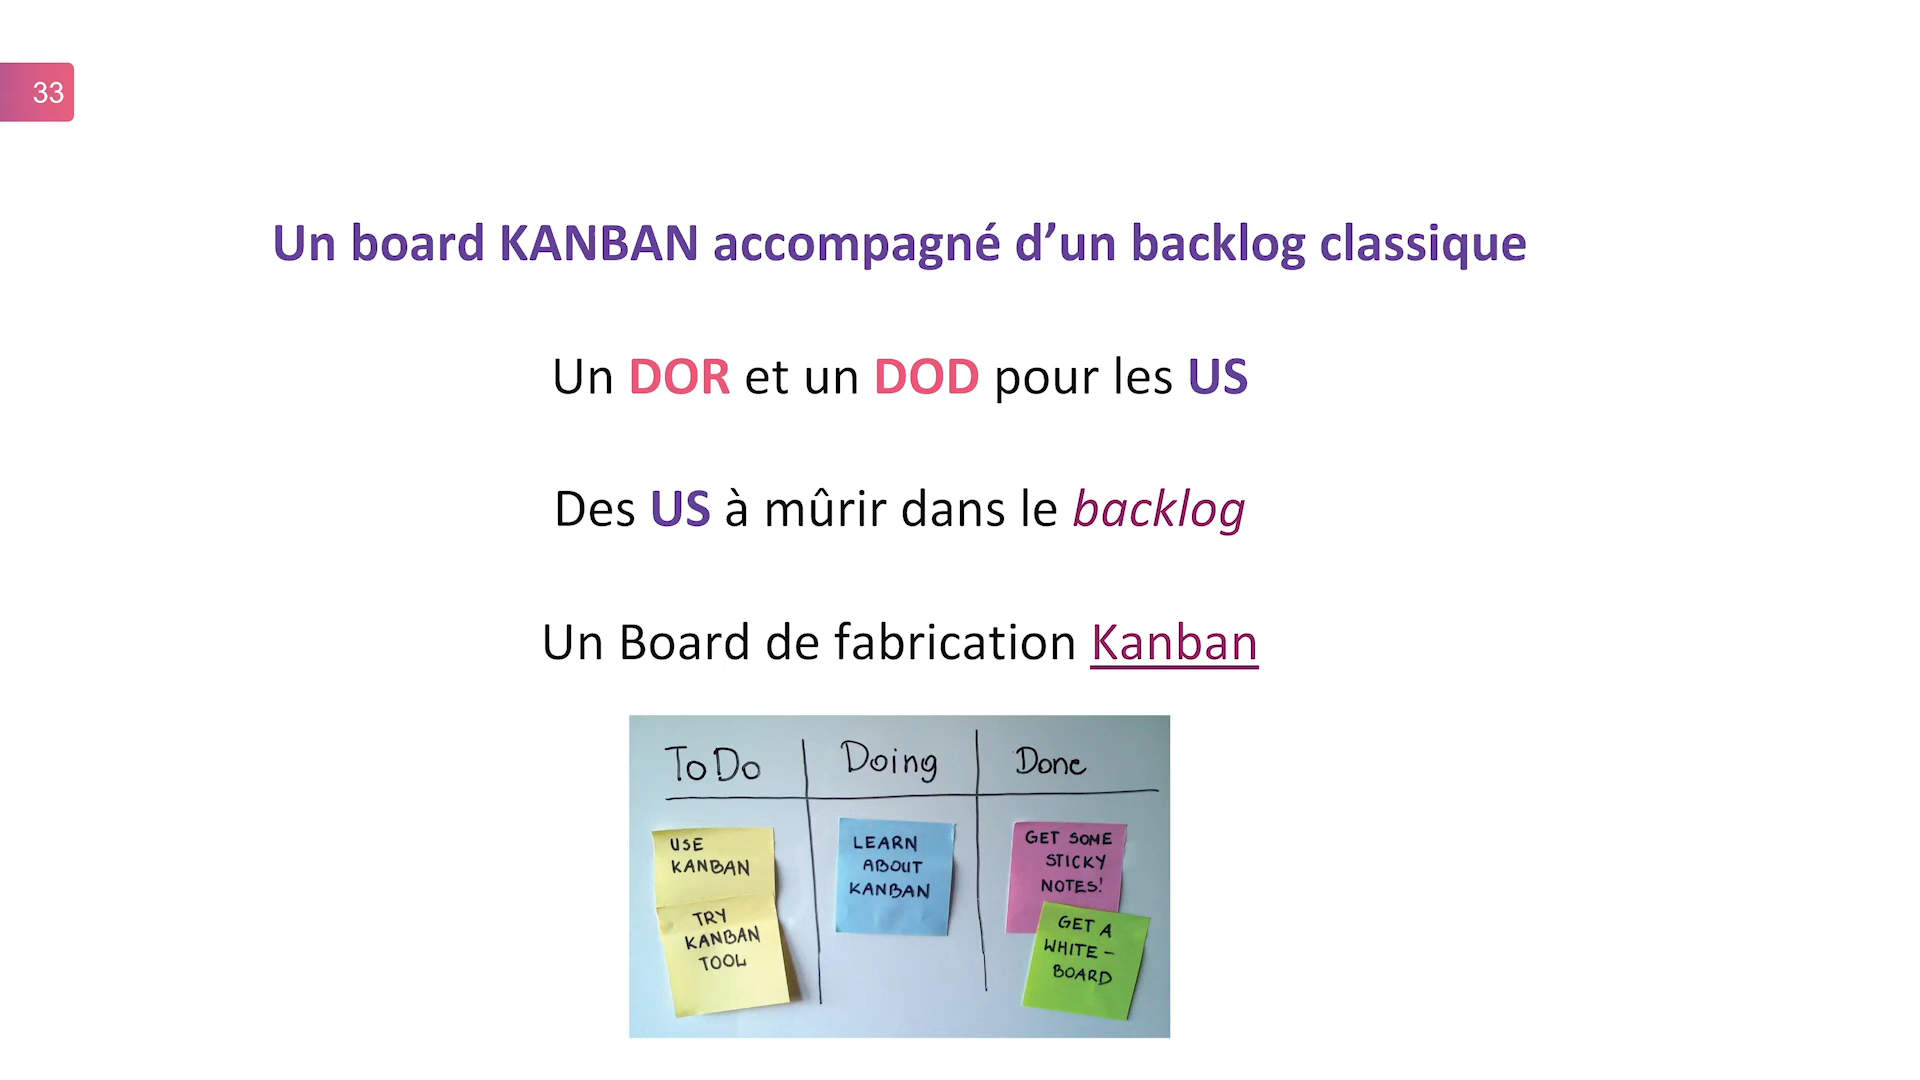 33
Un board KANBAN accompagné d’un backlog classique
Un DOR et un DOD pour les US
Des US à mûrir dans le backlog
Un Board de fabrication Kanban
To Do
Doing
Done
USE
KANBAN
TRY
KANBAN
TOOL
LEARN
ABOUT
KANBAN
GET SOME
STICKY
NOTES!
GET A
WHITE-
BOARD